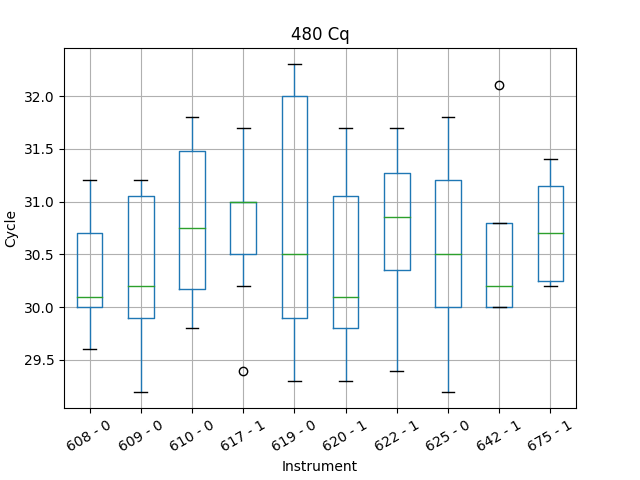 480 Cq
32.0
31.5
31.0
30.5
30.0
29.5
Cycle
608 - 0
609 - 0
610 - 0
617 - 1
619 - 0
620 - 1
622 - 1
625 - 0
642 - 1
675 - 1
Instrument